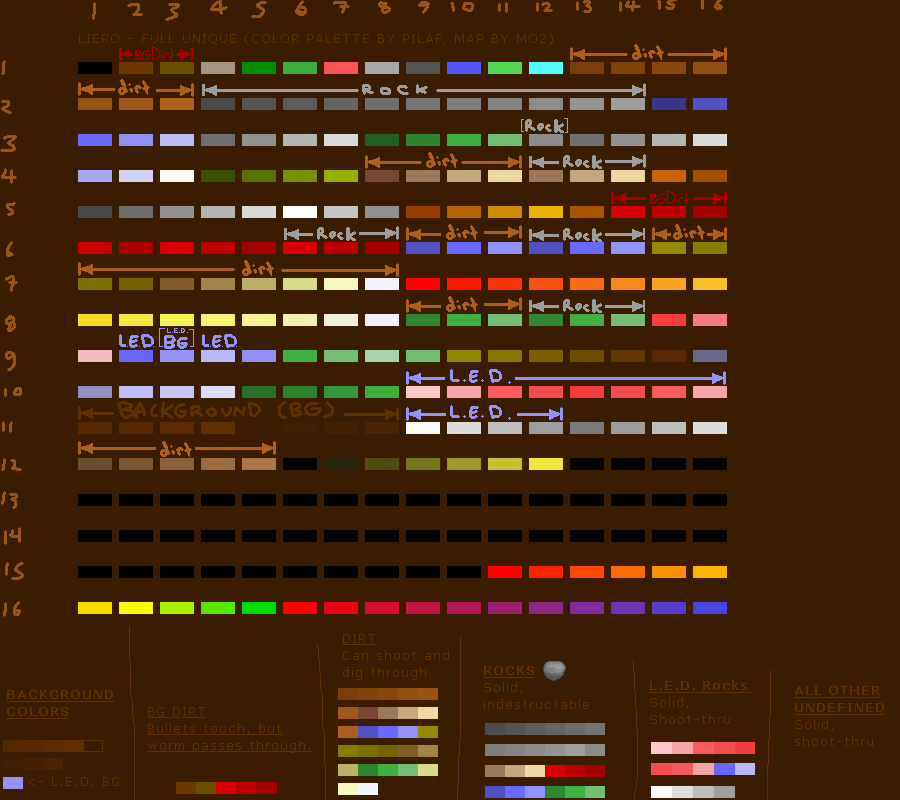 1 2 3 4 5 6 7 8 9 10 11 12 13 14 15 16
LIERO - FULL UNIQUE (COLOR PALETTE BY PILAF, MAP BY MO2)
BGDirt dirt
1
dirt ROCK
2
[Rock]
3
dirt Rock
4
BGDirt
5
Rock dirt Rock dirt
6
dirt
7
dirt Rock
8
LED [L.E.D. BG] LED
9
L.E.D.
10
BACKGROUND (BG) L.E.D.
11
dirt
12
13
14
15
16
BACKGROUND
COLORS
<- L.E.D. BG
BG DIRT
Bullets touch, but
worm passes through.
DIRT
Can shoot and
dig through
ROCKS
Solid,
indestructable
L.E.D. Rocks
Solid,
Shoot-thru
ALL OTHER
UNDEFINED
Solid,
shoot-thru